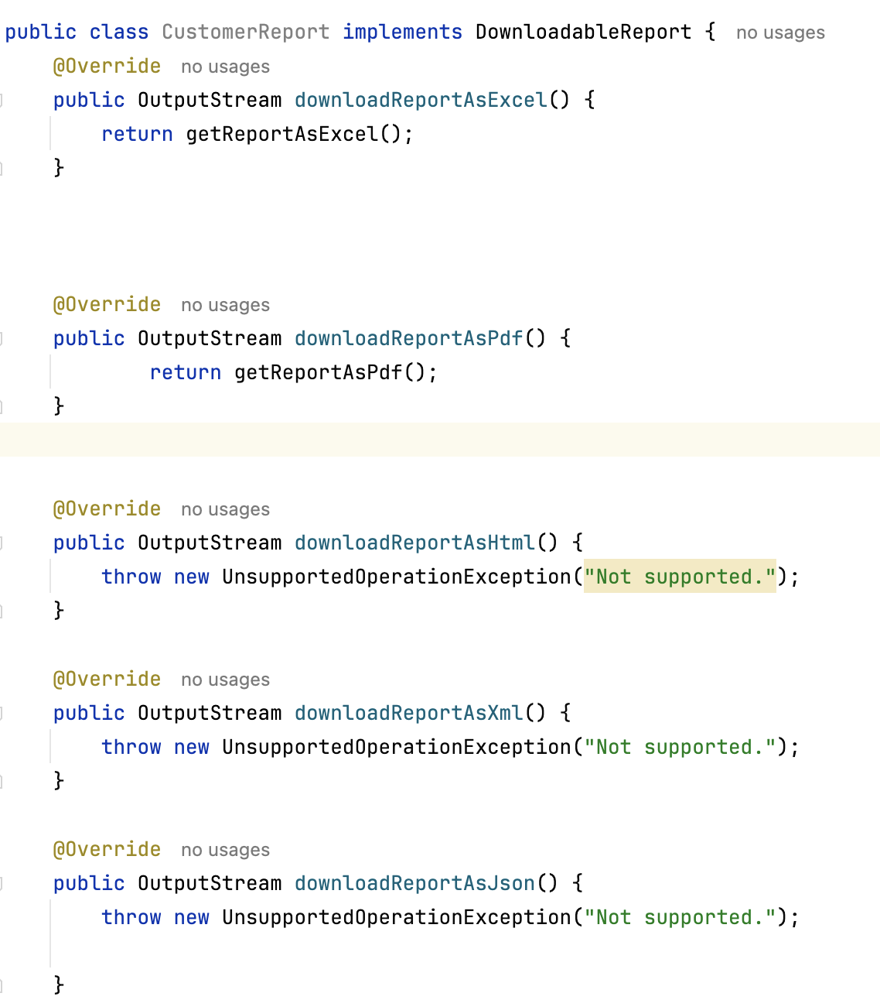 public class CustomerReport implements DownloadableReport { no usages
@Override no usages
public OutputStream downloadReportAsExcel() {
return getReportAsExcel();
}
@Override no usages
public OutputStream downloadReportAsPdf() {
return getReportAsPdf();
}
@Override no usages
public OutputStream downloadReportAsHtml() {
throw new UnsupportedOperationException("Not supported.");
}
@Override no usages
public OutputStream downloadReportAsXml() {
throw new UnsupportedOperationException("Not supported.");
}
@Override no usages
public OutputStream downloadReportAsJson() {
throw new UnsupportedOperationException("Not supported.");
}